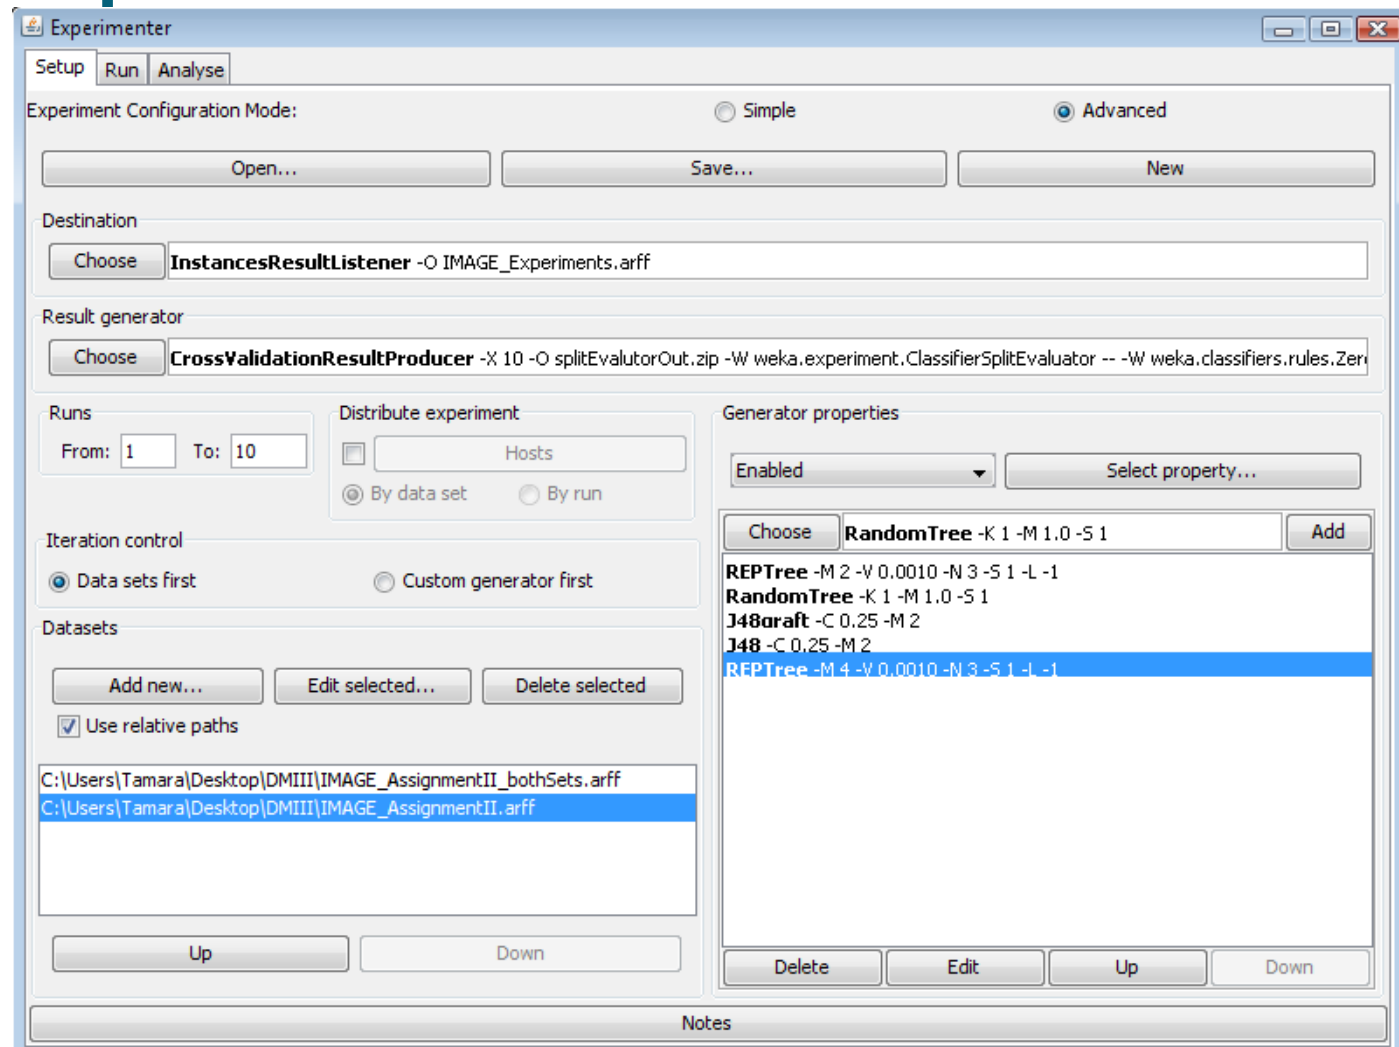 Experimenter
Setup Run Analyse
Experiment Configuration Mode: Simple Advanced
Open... Save... New
Destination
Choose InstancesResultListener -O IMAGE_Experiments.arff
Result generator
Choose CrossValidationResultProducer -X 10 -O splitEvalutorOut.zip -W weka.experiment.ClassifierSplitEvaluator -- -W weka.classifiers.rules.Zer
Runs
From: 1 To: 10
Distribute experiment
Hosts
By data set By run
Generator properties
Enabled Select property...
Choose RandomTree -K 1 -M 1.0 -S 1 Add
REPTree -M 2 -V 0.0010 -N 3 -S 1 -L -1
RandomTree -K 1 -M 1.0 -S 1
J48graft -C 0.25 -M 2
J48 -C 0.25 -M 2
REPTree -M 4 -V 0.0010 -N 3 -S 1 -L -1
Delete Edit Up Down
Iteration control
Data sets first Custom generator first
Datasets
Add new... Edit selected... Delete selected
Use relative paths
C:\Users\Tamara\Desktop\DMIII\IMAGE_AssignmentII_bothSets.arff
C:\Users\Tamara\Desktop\DMIII\IMAGE_AssignmentII.arff
Up Down
Notes